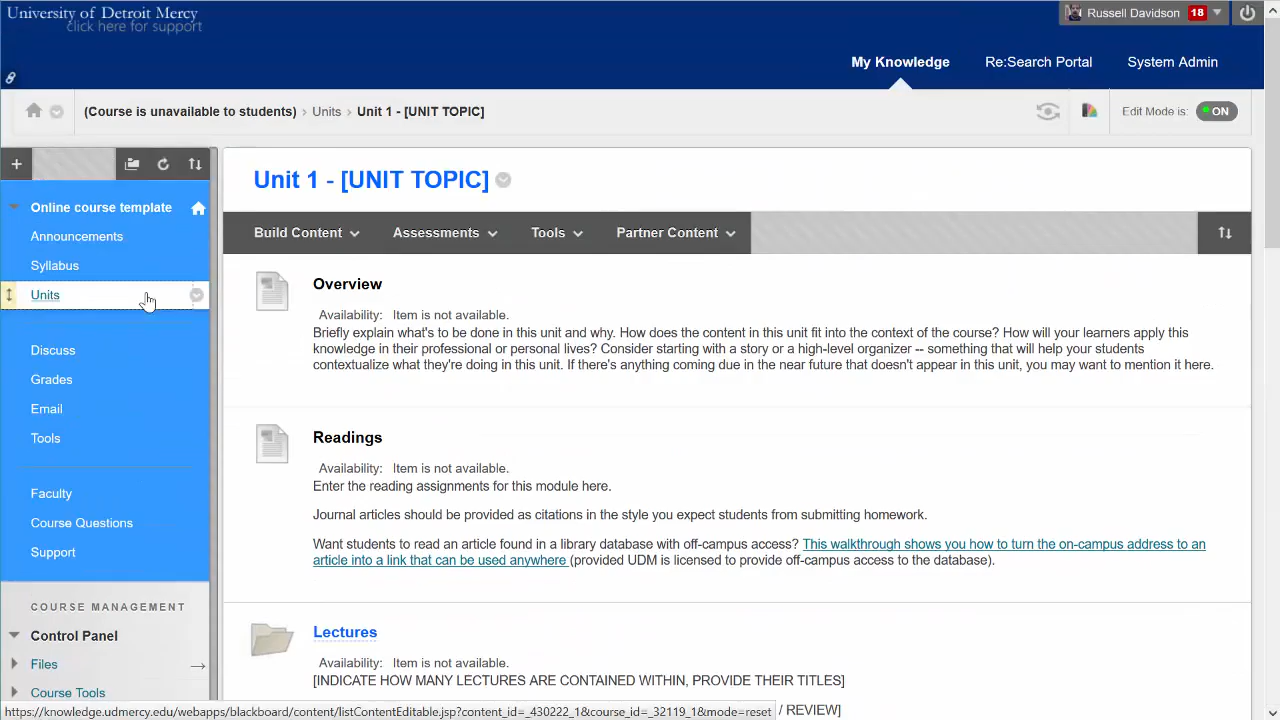 University of Detroit Mercy
click here for support
Russell Davidson 18
My Knowledge Re:Search Portal System Admin
(Course is unavailable to students) › Units › Unit 1 - [UNIT TOPIC]
Edit Mode is: ON
Online course template
Announcements
Syllabus
Units
Discuss
Grades
Email
Tools
Faculty
Course Questions
Support
COURSE MANAGEMENT
Control Panel
Files
Course Tools
Unit 1 - [UNIT TOPIC]
Build Content Assessments Tools Partner Content
Overview
Availability: Item is not available.
Briefly explain what's to be done in this unit and why. How does the content in this unit fit into the context of the course? How will your learners apply this
knowledge in their professional or personal lives? Consider starting with a story or a high-level organizer -- something that will help your students
contextualize what they're doing in this unit. If there's anything coming due in the near future that doesn't appear in this unit, you may want to mention it here.
Readings
Availability: Item is not available.
Enter the reading assignments for this module here.
Journal articles should be provided as citations in the style you expect students from submitting homework.
Want students to read an article found in a library database with off-campus access? This walkthrough shows you how to turn the on-campus address to an
article into a link that can be used anywhere (provided UDM is licensed to provide off-campus access to the database).
Lectures
Availability: Item is not available.
[INDICATE HOW MANY LECTURES ARE CONTAINED WITHIN, PROVIDE THEIR TITLES]
/ REVIEW]
https://knowledge.udmercy.edu/webapps/blackboard/content/listContentEditable.jsp?content_id=_430222_1&course_id=_32119_1&mode=reset